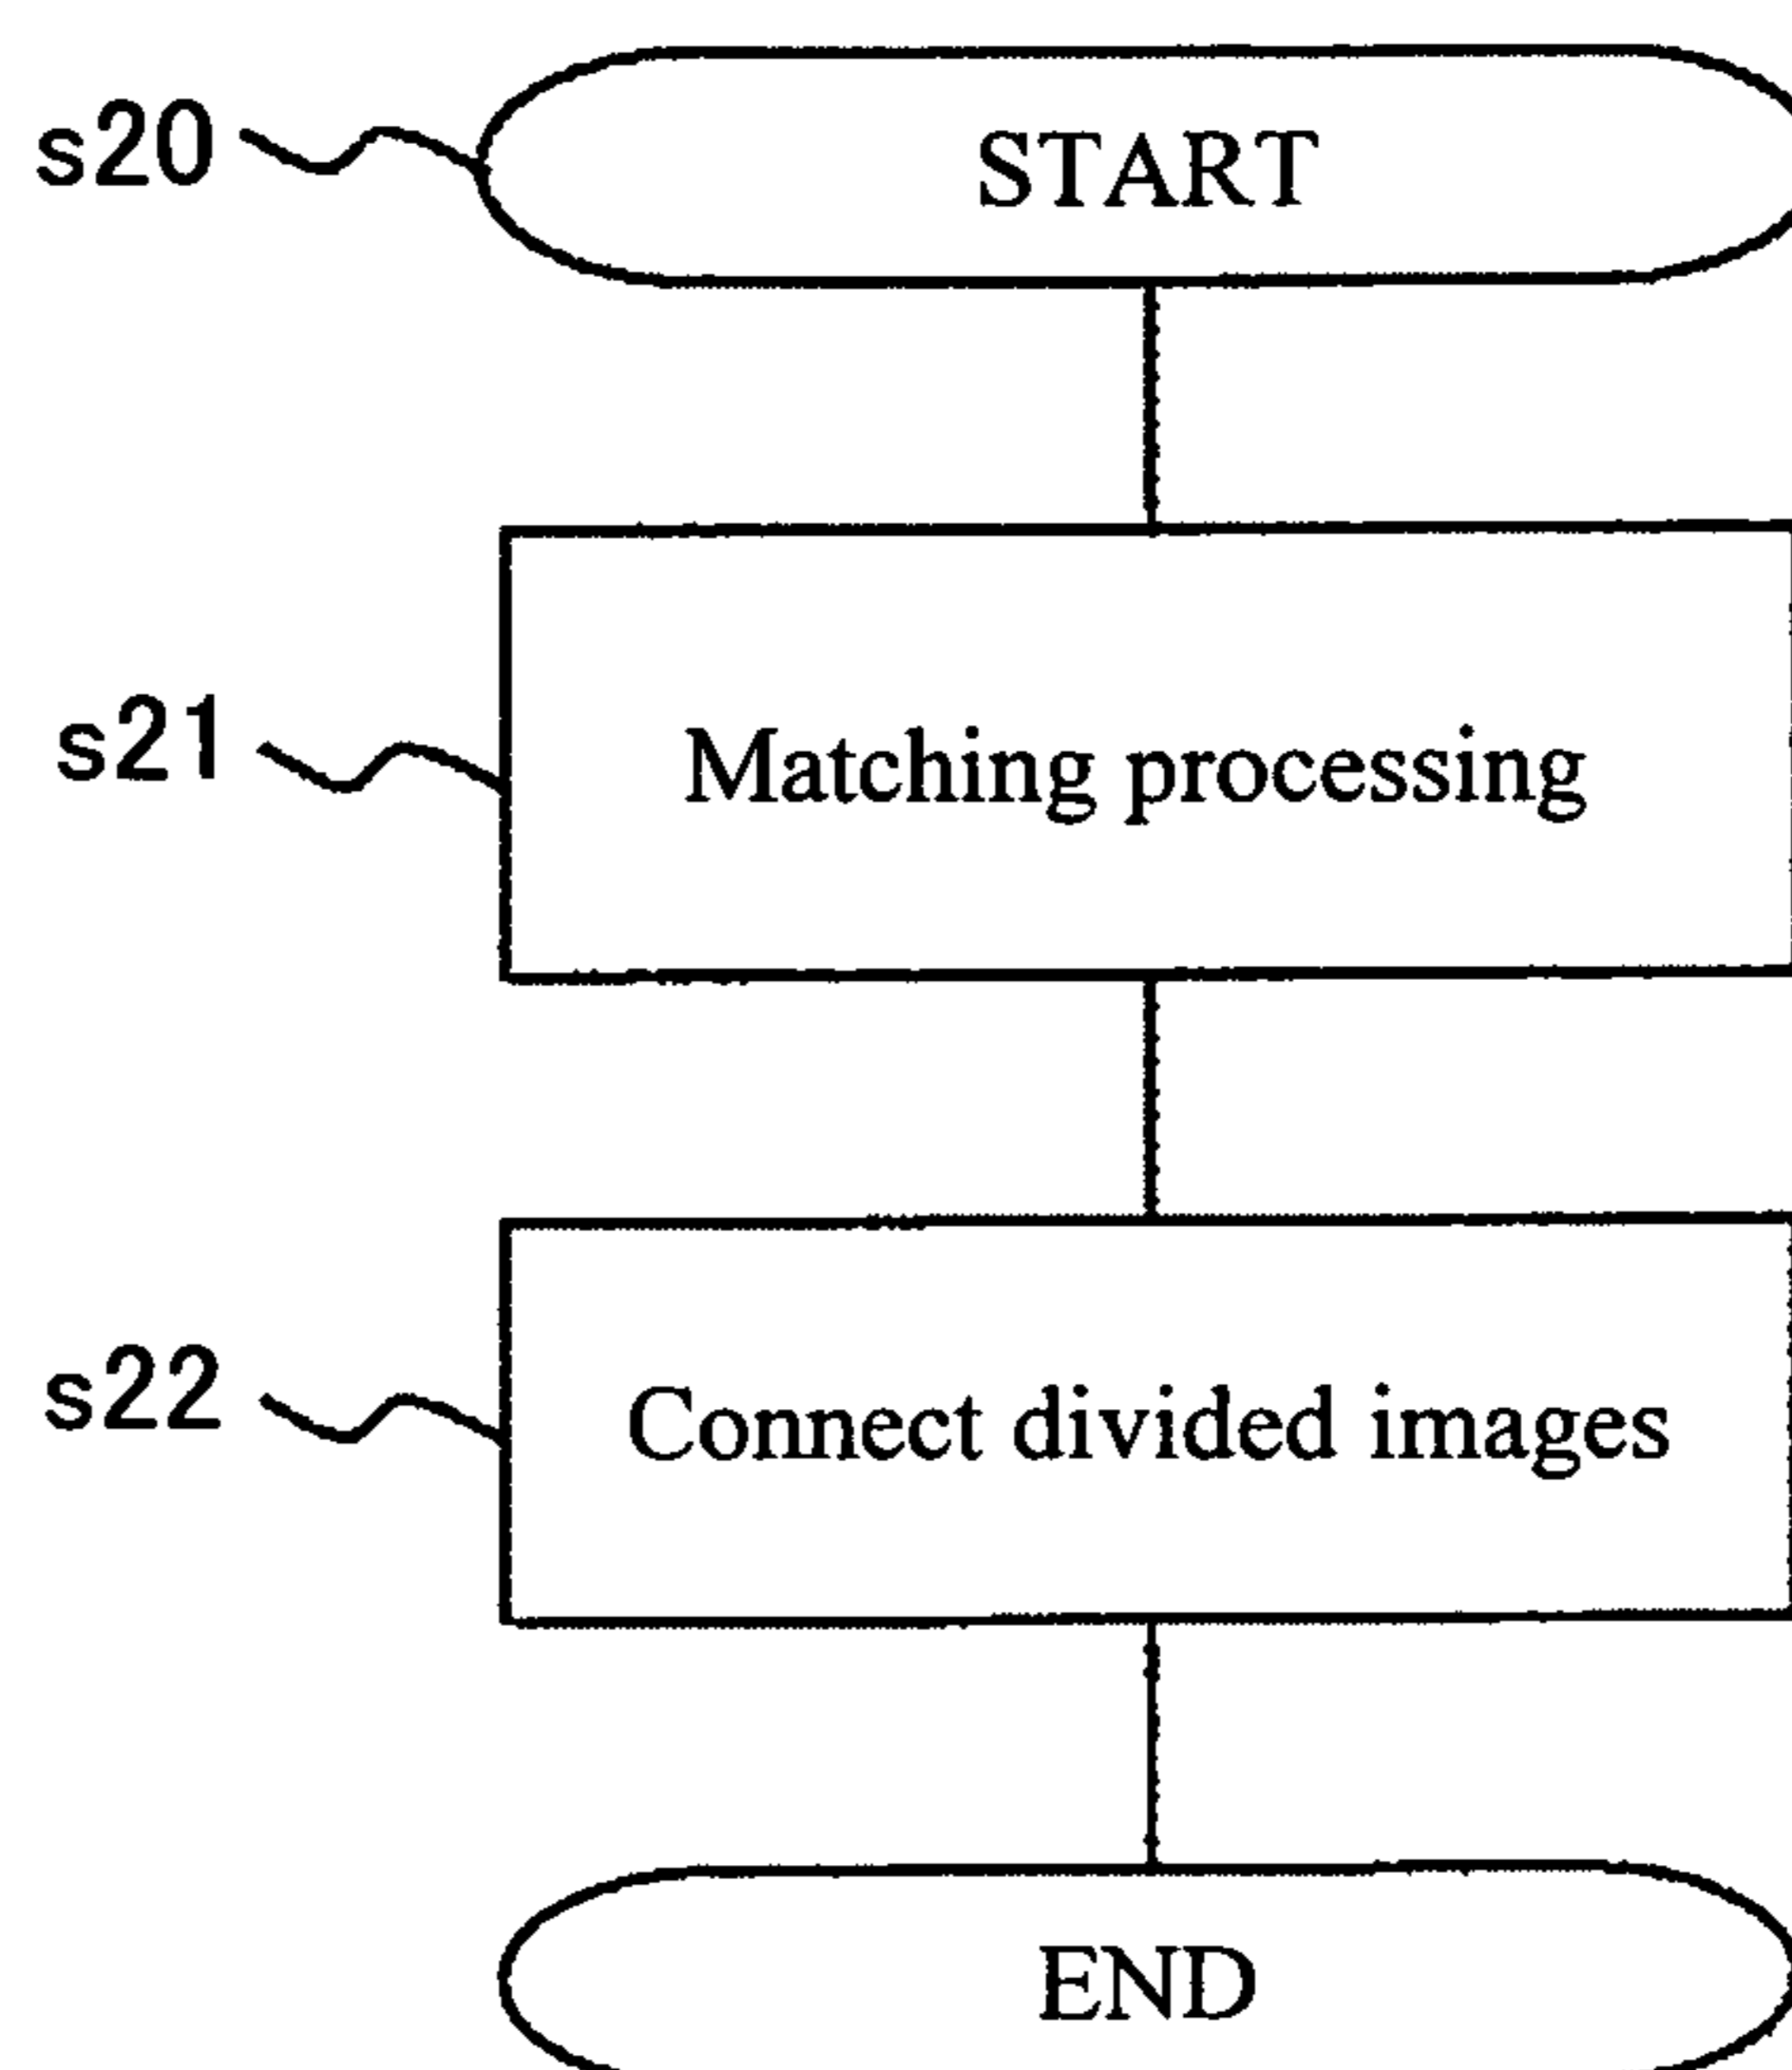 s20 START
s21 Matching processing
s22 Connect divided images
END